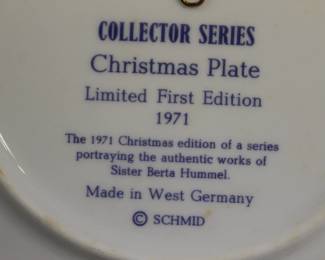 COLLECTOR SERIES
Christmas Plate
Limited First Edition
1971
The 1971 Christmas edition of a series
portraying the authentic works of
Sister Berta Hummel.
Made in West Germany
© SCHMID